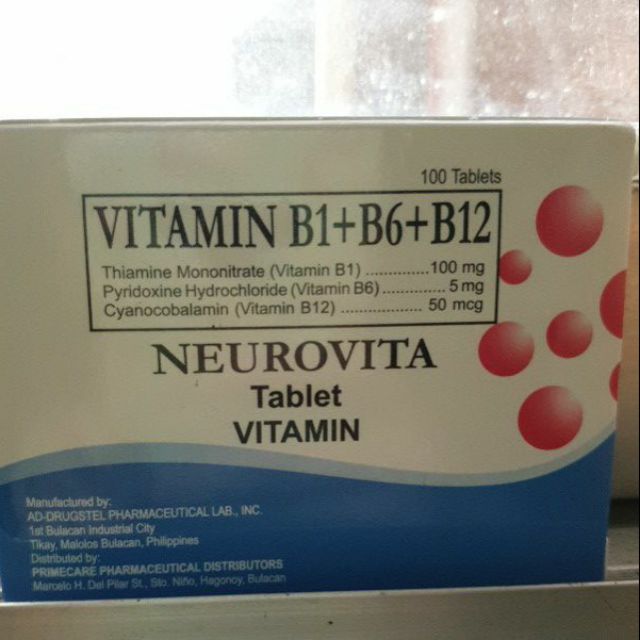 100 Tablets
VITAMIN B1+B6+B12
Thiamine Mononitrate (Vitamin B1) ..............100 mg
Pyridoxine Hydrochloride (Vitamin B6).............. 5 mg
Cyanocobalamin (Vitamin B12) .................. 50 mcg
NEUROVITA
Tablet
VITAMIN
Manufactured by:
AD-DRUGSTEL PHARMACEUTICAL LAB., INC.
1st Bulacan Industrial City
Tikay, Malolos Bulacan, Philippines
Distributed by:
PRIMECARE PHARMACEUTICAL DISTRIBUTORS
Marcelo H. Del Pilar St., Sto. Niño, Hagonoy, Bulacan